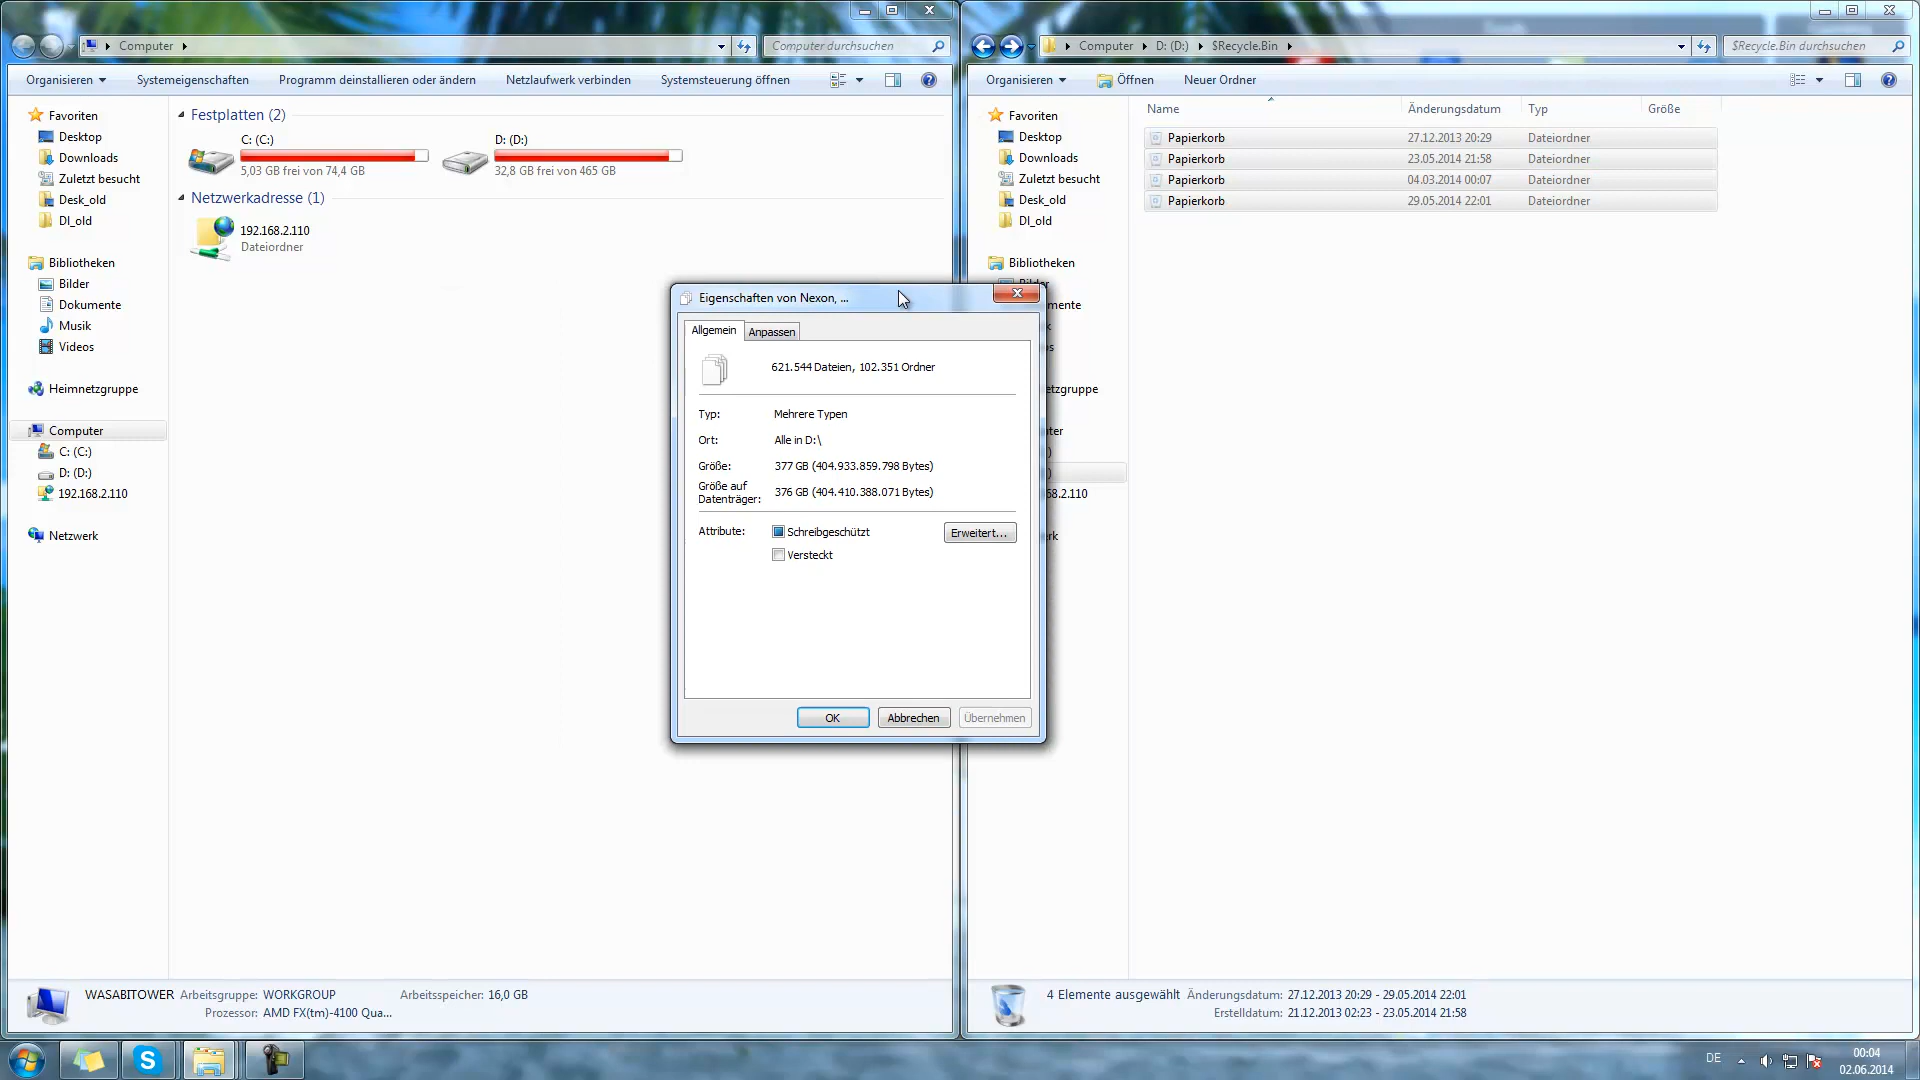 Computer
Computer durchsuchen
Organisieren
Systemeigenschaften
Programm deinstallieren oder ändern
Netzlaufwerk verbinden
Systemsteuerung öffnen
Favoriten
Desktop
Downloads
Zuletzt besucht
Desk_old
Dl_old
Bibliotheken
Bilder
Dokumente
Musik
Videos
Heimnetzgruppe
Computer
C: (C:)
D: (D:)
192.168.2.110
Netzwerk
Festplatten (2)
C: (C:)
5,03 GB frei von 74,4 GB
D: (D:)
32,8 GB frei von 465 GB
Netzwerkadresse (1)
192.168.2.110
Dateiordner
WASABITOWER Arbeitsgruppe: WORKGROUP Arbeitsspeicher: 16,0 GB
Prozessor: AMD FX(tm)-4100 Qua...
Computer D: (D:) $Recycle.Bin
$Recycle.Bin durchsuchen
Organisieren
Öffnen
Neuer Ordner
Favoriten
Desktop
Downloads
Zuletzt besucht
Desk_old
Dl_old
Bibliotheken
Name Änderungsdatum Typ Größe
Papierkorb 27.12.2013 20:29 Dateiordner
Papierkorb 23.05.2014 21:58 Dateiordner
Papierkorb 04.03.2014 00:07 Dateiordner
Papierkorb 29.05.2014 22:01 Dateiordner
mente
etzgruppe
ter
68.2.110
rk
4 Elemente ausgewählt Änderungsdatum: 27.12.2013 20:29 - 29.05.2014 22:01
Erstelldatum: 21.12.2013 02:23 - 23.05.2014 21:58
Eigenschaften von Nexon, ...
Allgemein
Anpassen
621.544 Dateien, 102.351 Ordner
Typ: Mehrere Typen
Ort: Alle in D:\
Größe: 377 GB (404.933.859.798 Bytes)
Größe auf
Datenträger: 376 GB (404.410.388.071 Bytes)
Attribute: Schreibgeschützt
Erweitert...
Versteckt
OK
Abbrechen
Übernehmen
DE
00:04
02.06.2014